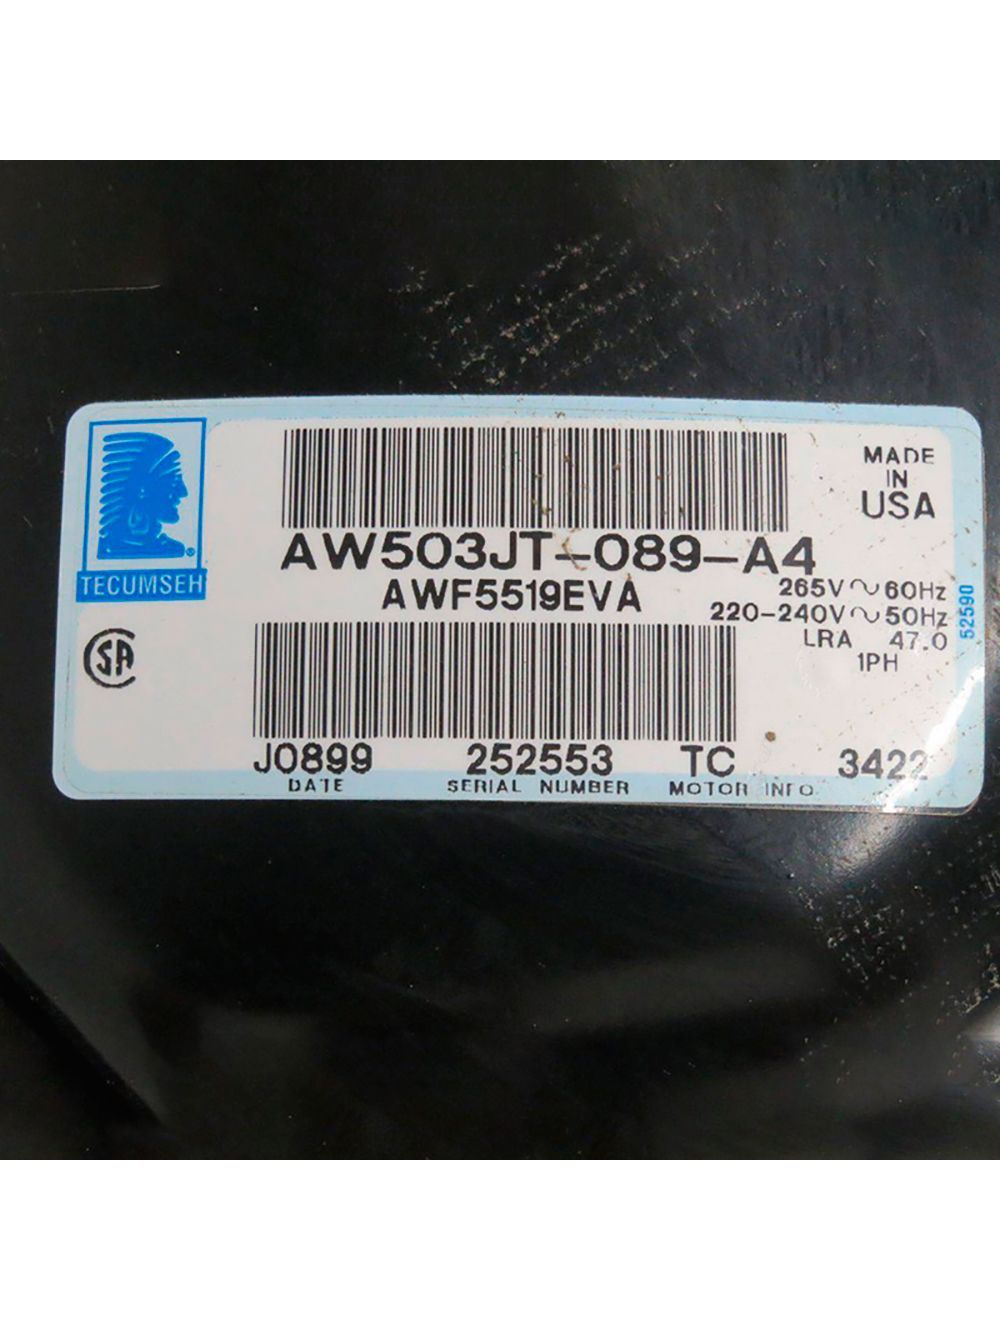 TECUMSEH
MADE
IN
USA
AW503JT-089-A4
AWF5519EVA
265V~60Hz
220-240V~50Hz
LRA 47.0
1PH
52590
J0899 252553 TC 3422
DATE SERIAL NUMBER MOTOR INFO